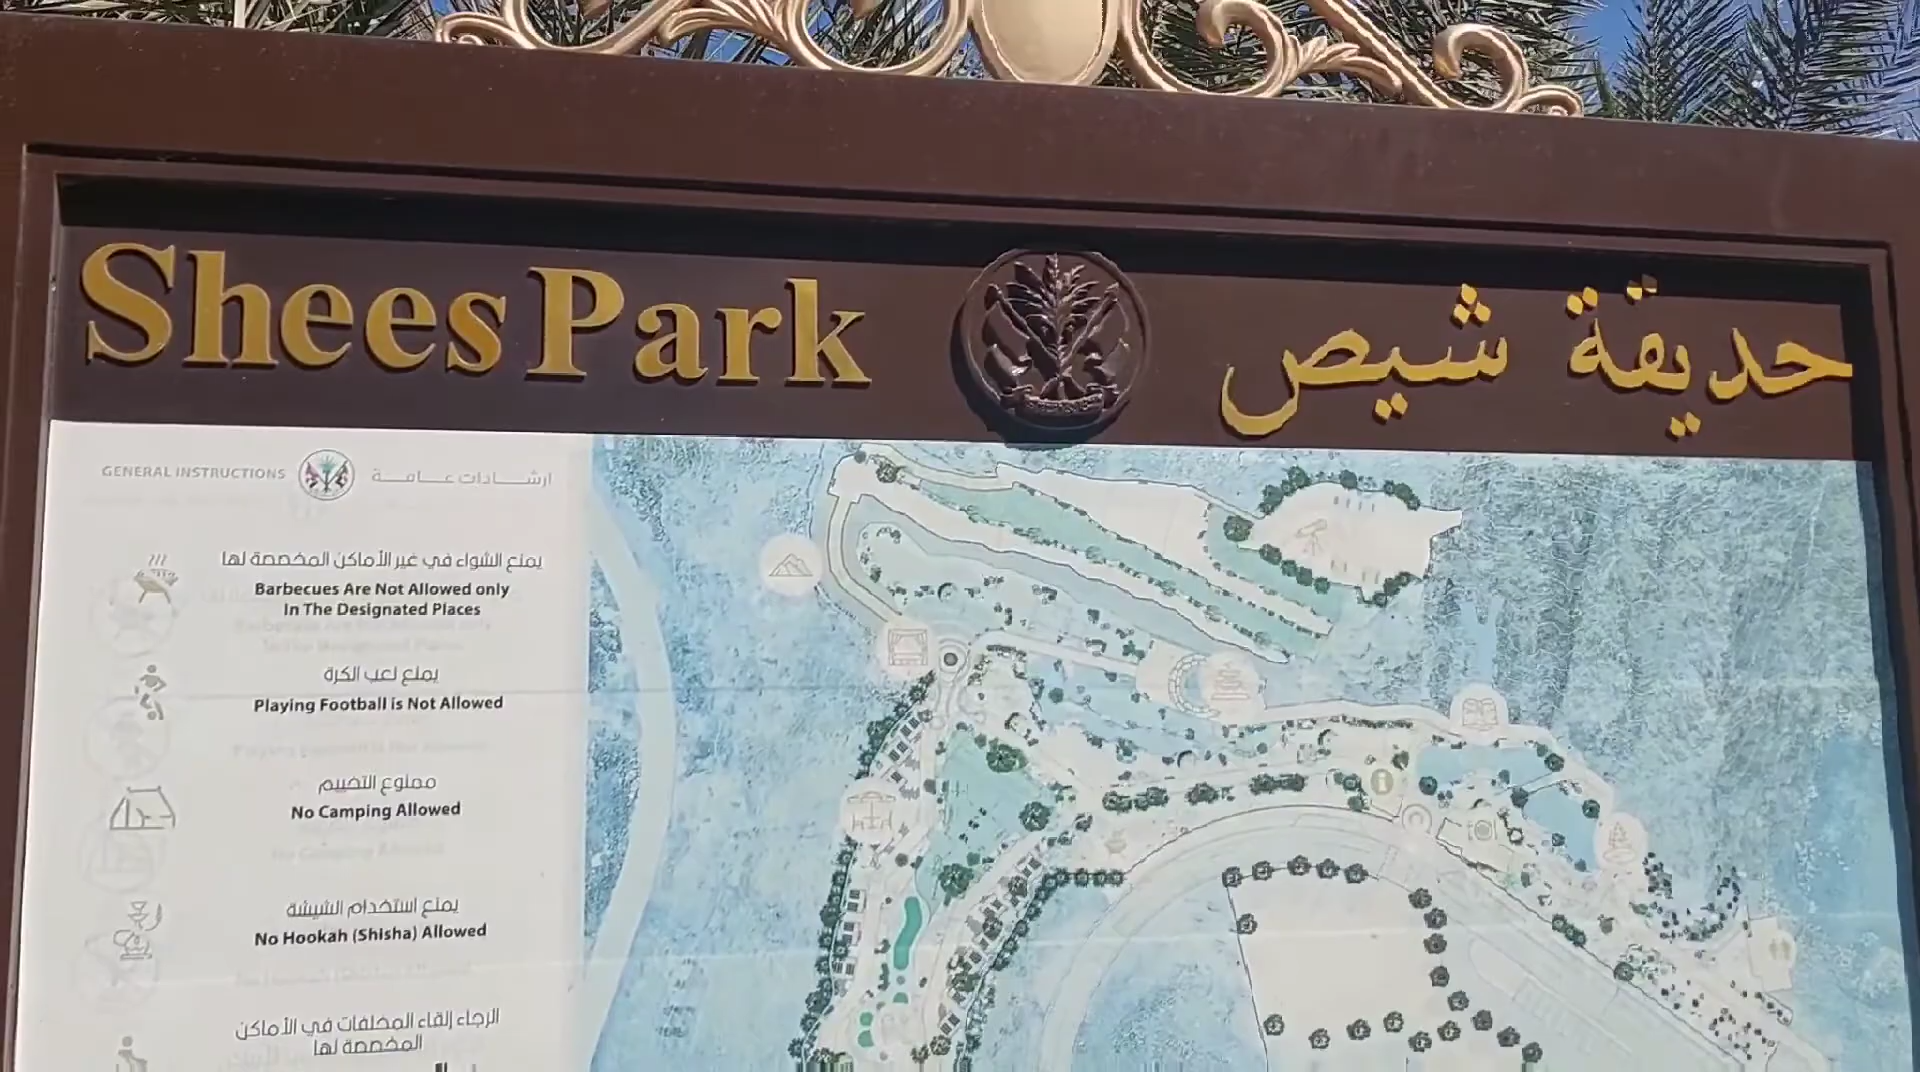 Shees Park
حديقة شيص
GENERAL INSTRUCTIONS
ارشادات عامة
يمنع الشواء في غير الأماكن المخصصة لها
Barbecues Are Not Allowed only
In The Designated Places
يمنع لعب الكرة
Playing Football is Not Allowed
ممنوع التخييم
No Camping Allowed
يمنع استخدام الشيشة
No Hookah (Shisha) Allowed
الرجاء إلقاء المخلفات في الأماكن
المخصصة لها